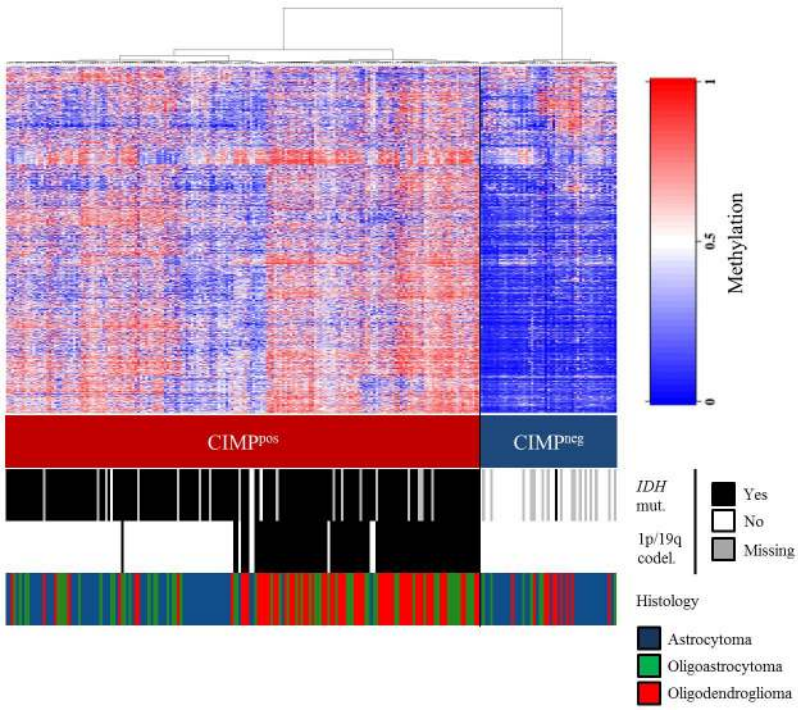 1
0.5
0
Methylation
CIMPpos
CIMPneg
IDH
mut.
1p/19q
codel.
Yes
No
Missing
Histology
Astrocytoma
Oligoastrocytoma
Oligodendroglioma